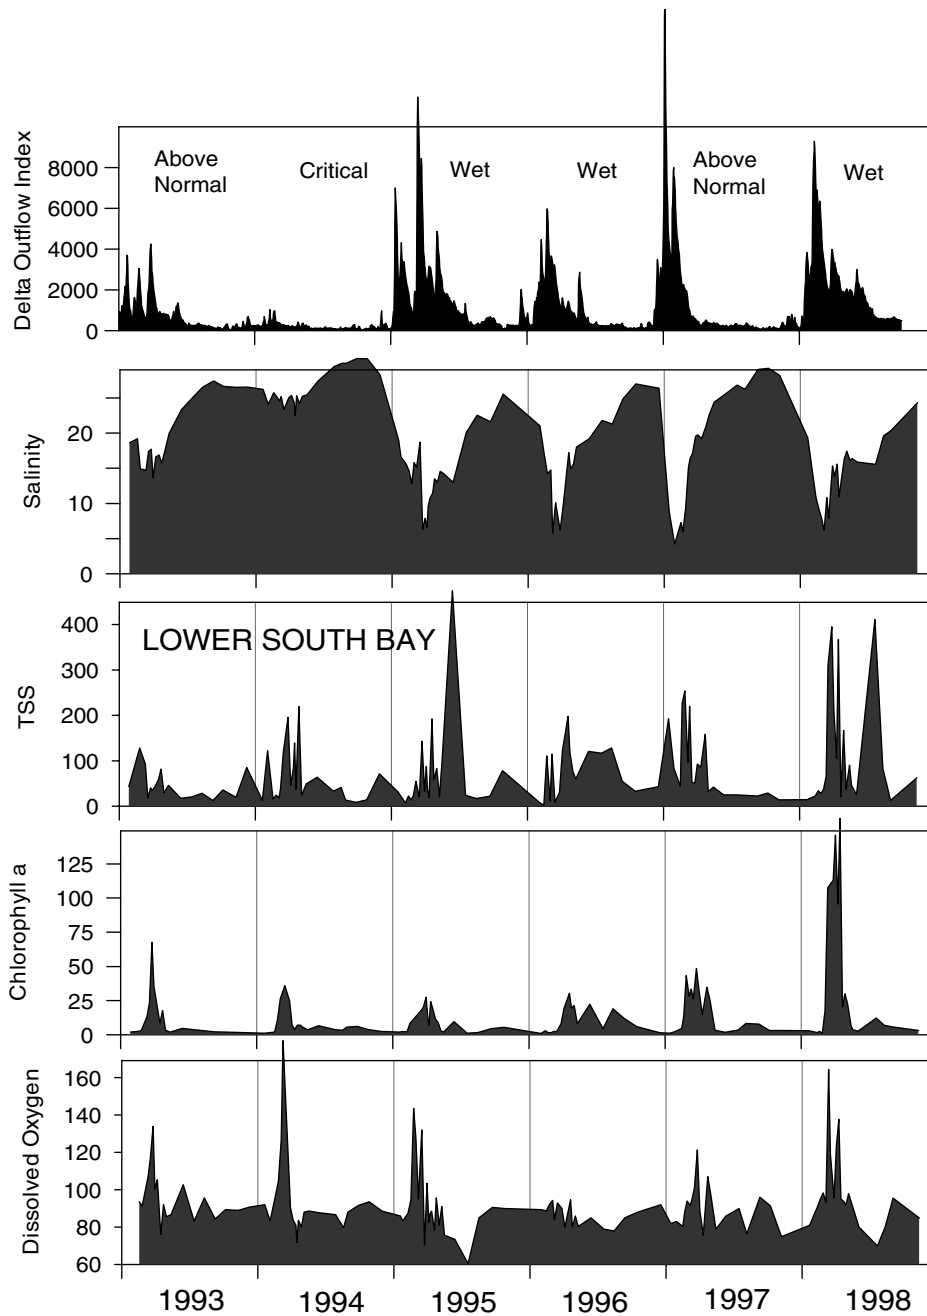 Delta Outflow Index
8000
6000
4000
2000
0
Above
Normal
Critical
Wet
Wet
Above
Normal
Wet
Salinity
20
10
0
TSS
400
300
200
100
0
LOWER SOUTH BAY
Chlorophyll a
125
100
75
50
25
0
Dissolved Oxygen
160
140
120
100
80
60
1993 1994 1995 1996 1997 1998